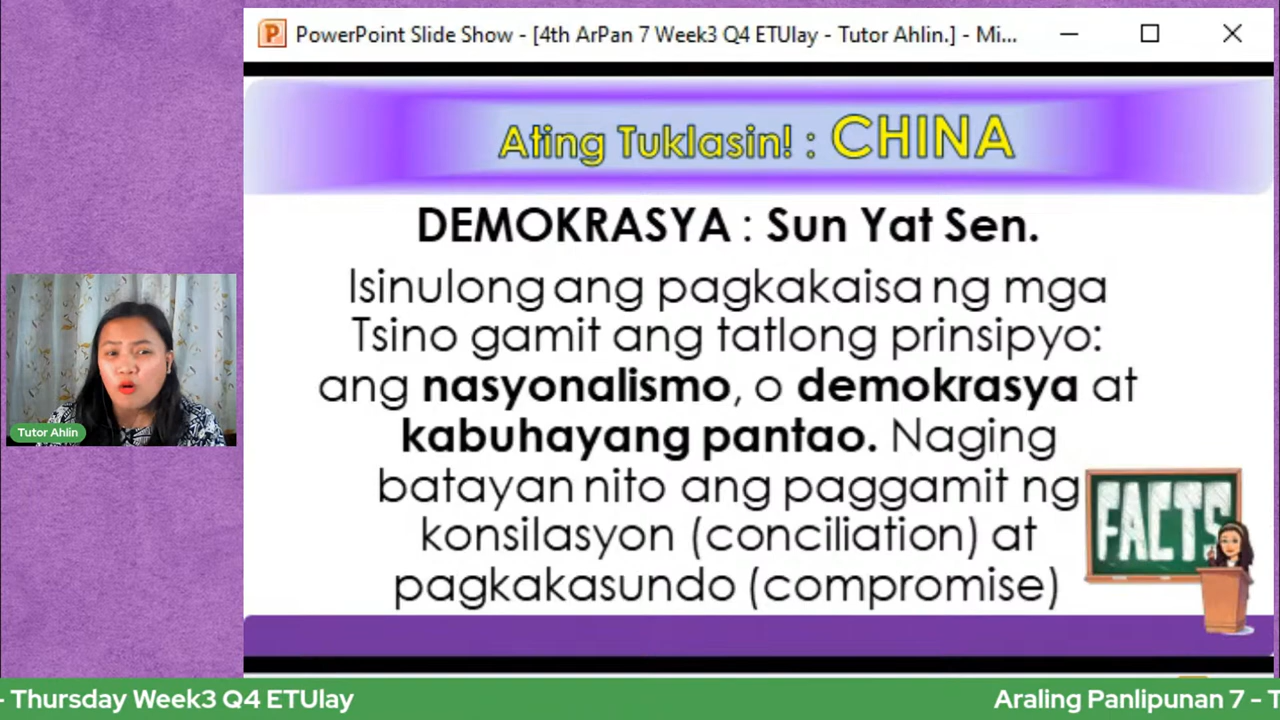 PowerPoint Slide Show - [4th ArPan 7 Week3 Q4 ETUlay - Tutor Ahlin.] - Mi...
Ating Tuklasin! : CHINA
DEMOKRASYA : Sun Yat Sen.
Isinulong ang pagkakaisa ng mga
Tsino gamit ang tatlong prinsipyo:
ang nasyonalismo, o demokrasya at
kabuhayang pantao. Naging
batayan nito ang paggamit ng
konsilasyon (conciliation) at
pagkakasundo (compromise)
FACTS
Tutor Ahlin
- Thursday Week3 Q4 ETUlay
Araling Panlipunan 7 - T